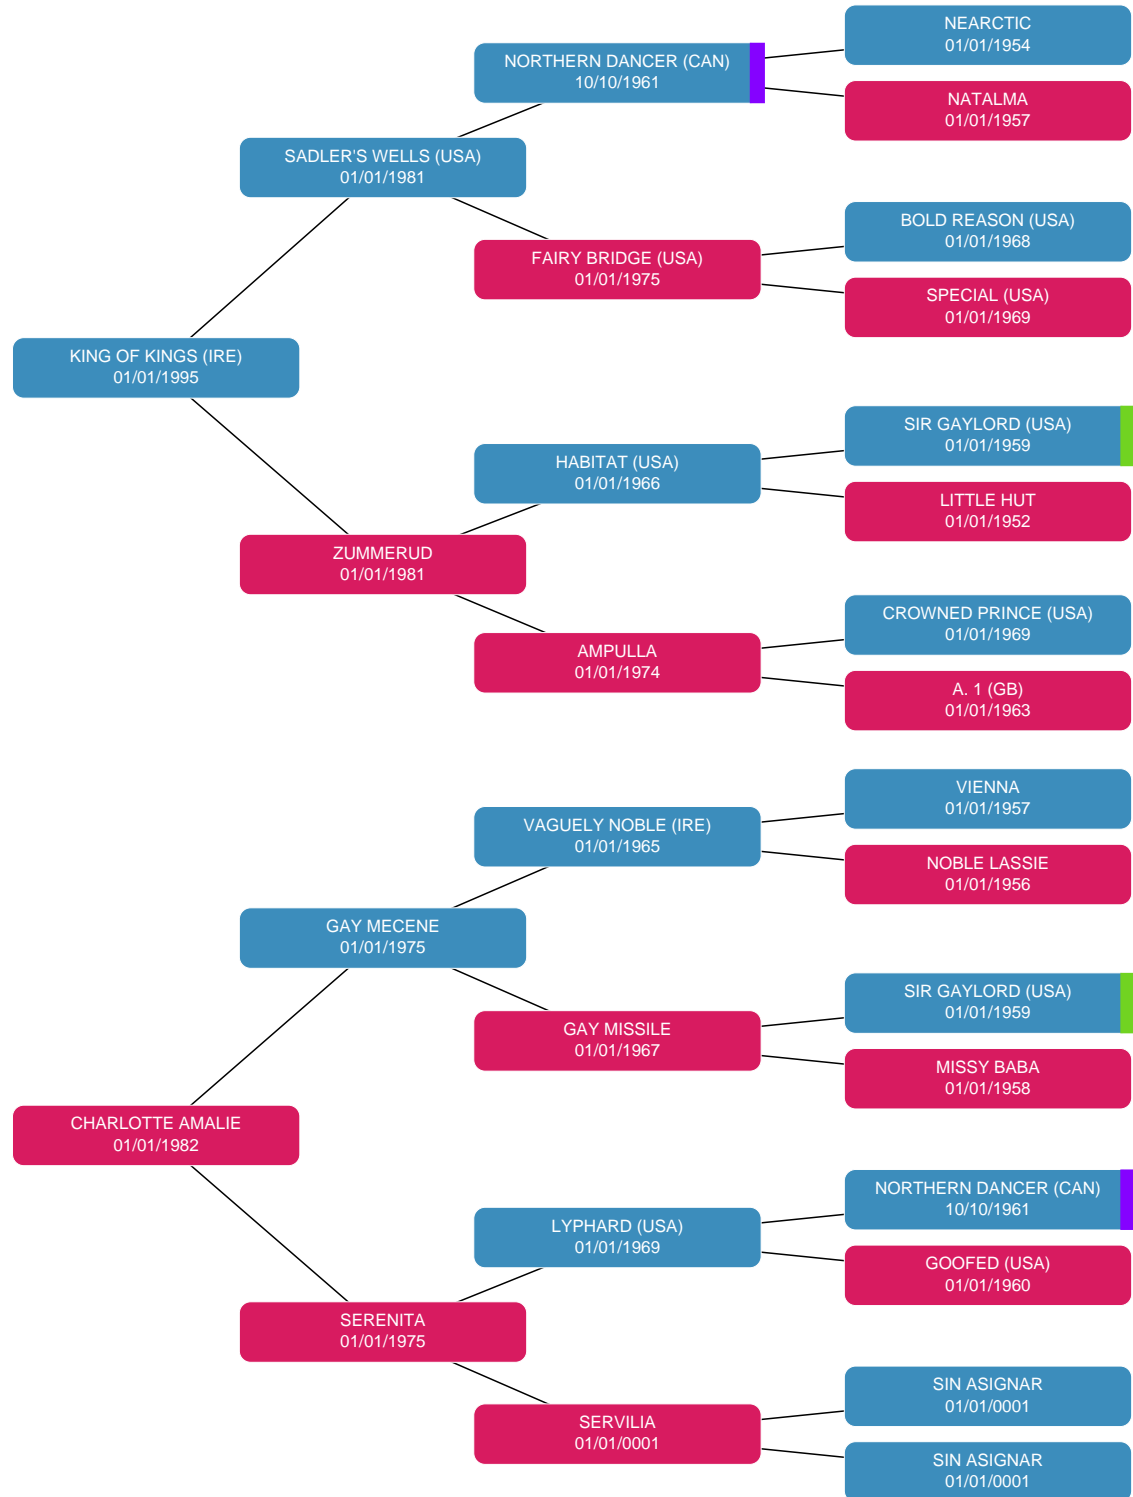 NEARCTIC
01/01/1954
NORTHERN DANCER (CAN)
10/10/1961
NATALMA
01/01/1957
SADLER'S WELLS (USA)
01/01/1981
BOLD REASON (USA)
01/01/1968
FAIRY BRIDGE (USA)
01/01/1975
SPECIAL (USA)
01/01/1969
KING OF KINGS (IRE)
01/01/1995
SIR GAYLORD (USA)
01/01/1959
HABITAT (USA)
01/01/1966
LITTLE HUT
01/01/1952
ZUMMERUD
01/01/1981
CROWNED PRINCE (USA)
01/01/1969
AMPULLA
01/01/1974
A. 1 (GB)
01/01/1963
VIENNA
01/01/1957
VAGUELY NOBLE (IRE)
01/01/1965
NOBLE LASSIE
01/01/1956
GAY MECENE
01/01/1975
SIR GAYLORD (USA)
01/01/1959
GAY MISSILE
01/01/1967
MISSY BABA
01/01/1958
CHARLOTTE AMALIE
01/01/1982
NORTHERN DANCER (CAN)
10/10/1961
LYPHARD (USA)
01/01/1969
GOOFED (USA)
01/01/1960
SERENITA
01/01/1975
SIN ASIGNAR
01/01/0001
SERVILIA
01/01/0001
SIN ASIGNAR
01/01/0001